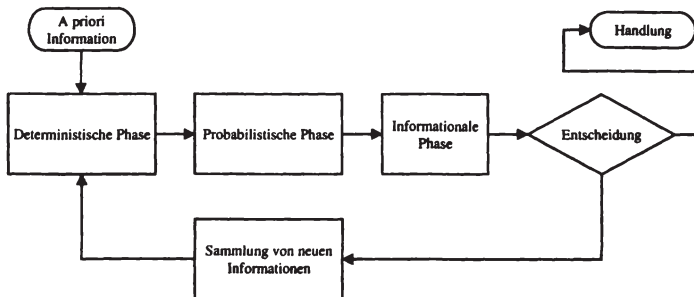 A priori
Information
Handlung
Deterministische Phase
Probabilistische Phase
Informationale
Phase
Entscheidung
Sammlung von neuen
Informationen